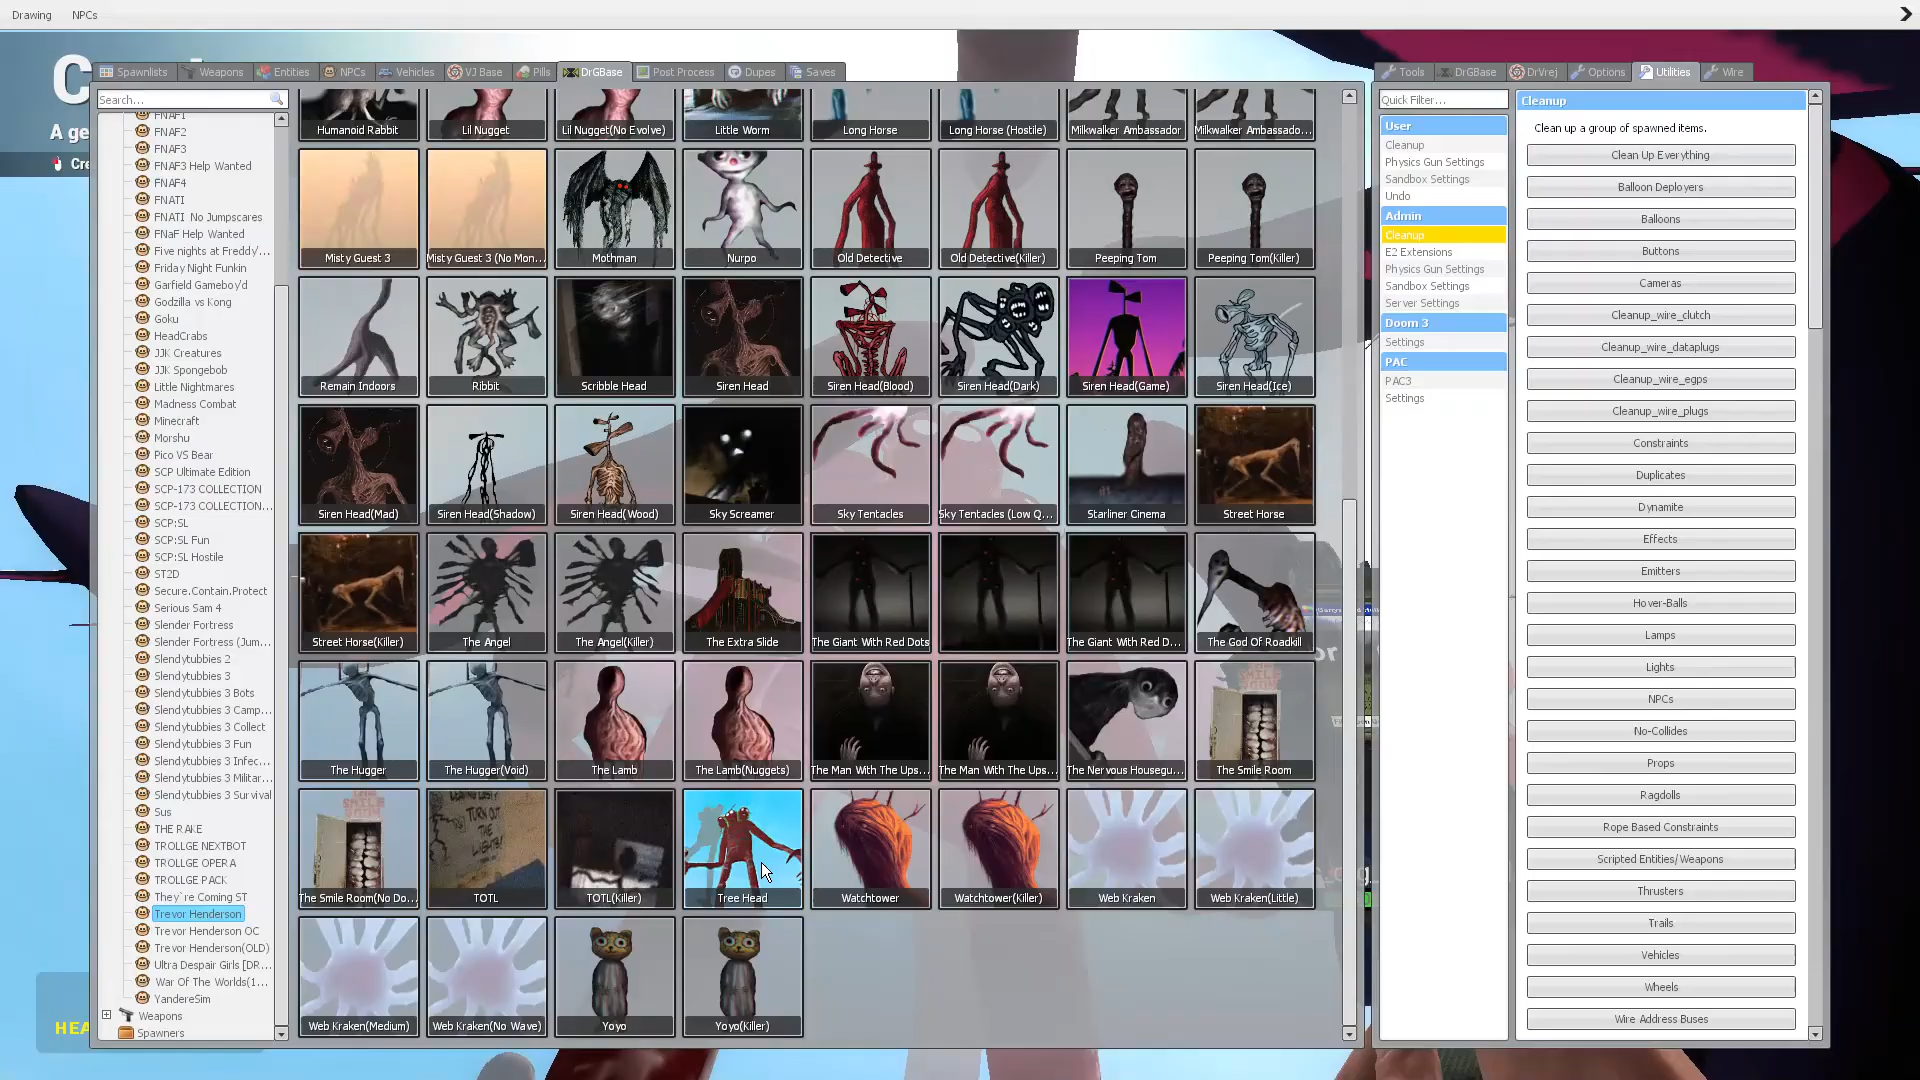 Drawing NPCs
C
A ge
Cre
HEA
Spawnlists Weapons Entities NPCs Vehicles VJ Base Pills DrGBase Post Process Dupes Saves
Search...
FNAF1
FNAF2
FNAF3
FNAF3 Help Wanted
FNAF4
FNATI
FNATI No Jumpscares
FNaF Help Wanted
Five nights at Freddy'...
Friday Night Funkin
Garfield Gameboy'd
Godzilla vs Kong
Goku
HeadCrabs
JJK Creatures
JJK Spongebob
Little Nightmares
Madness Combat
Minecraft
Morshu
Pico VS Bear
SCP Ultimate Edition
SCP-173 COLLECTION
SCP-173 COLLECTION...
SCP:SL
SCP:SL Fun
SCP:SL Hostile
ST2D
Secure.Contain.Protect
Serious Sam 4
Slender Fortress
Slender Fortress (Jum...
Slendytubbies 2
Slendytubbies 3
Slendytubbies 3 Bots
Slendytubbies 3 Camp...
Slendytubbies 3 Collect
Slendytubbies 3 Fun
Slendytubbies 3 Infec...
Slendytubbies 3 Militar...
Slendytubbies 3 Survival
Sus
THE RAKE
TROLLGE NEXTBOT
TROLLGE OPERA
TROLLGE PACK
They`re Coming ST
Trevor Henderson
Trevor Henderson OC
Trevor Henderson(OLD)
Ultra Despair Girls [DR...
War Of The Worlds(1...
YandereSim
Weapons
Spawners
Humanoid Rabbit Lil Nugget Lil Nugget(No Evolve) Little Worm Long Horse Long Horse (Hostile) Milkwalker Ambassador Milkwalker Ambassado...
Misty Guest 3 Misty Guest 3 (No Mon... Mothman Nurpo Old Detective Old Detective(Killer) Peeping Tom Peeping Tom(Killer)
Remain Indoors Ribbit Scribble Head Siren Head Siren Head(Blood) Siren Head(Dark) Siren Head(Game) Siren Head(Ice)
Siren Head(Mad) Siren Head(Shadow) Siren Head(Wood) Sky Screamer Sky Tentacles Sky Tentacles (Low Q... Starliner Cinema Street Horse
Street Horse(Killer) The Angel The Angel(Killer) The Extra Slide The Giant With Red Dots The Giant With Red D... The God Of Roadkill
The Hugger The Hugger(Void) The Lamb The Lamb(Nuggets) The Man With The Ups... The Man With The Ups... The Nervous Housegu... The Smile Room
The Smile Room(No Do... TOTL TOTL(Killer) Tree Head Watchtower Watchtower(Killer) Web Kraken Web Kraken(Little)
Web Kraken(Medium) Web Kraken(No Wave) Yoyo Yoyo(Killer)
TURN OUT
THE
Tools DrGBase DrVrej Options Utilities Wire
Quick Filter...
User
Cleanup
Physics Gun Settings
Sandbox Settings
Undo
Admin
Cleanup
E2 Extensions
Physics Gun Settings
Sandbox Settings
Server Settings
Doom 3
Settings
PAC
PAC3
Settings
Cleanup
Clean up a group of spawned items.
Clean Up Everything
Balloon Deployers
Balloons
Buttons
Cameras
Cleanup_wire_clutch
Cleanup_wire_dataplugs
Cleanup_wire_egps
Cleanup_wire_plugs
Constraints
Duplicates
Dynamite
Effects
Emitters
Hover-Balls
Lamps
Lights
NPCs
No-Collides
Props
Ragdolls
Rope Based Constraints
Scripted Entities/Weapons
Thrusters
Trails
Vehicles
Wheels
Wire Address Buses